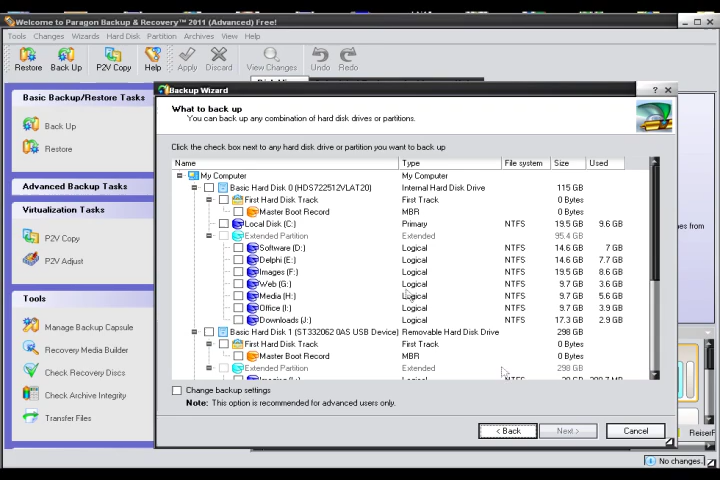 Welcome to Paragon Backup & Recovery™ 2011 (Advanced) Free!
Tools Changes Wizards Hard Disk Partition Archives View Help
Restore Back Up P2V Copy Help Apply Discard View Changes Undo Redo
Basic Backup/Restore Tasks
Back Up
Restore
Advanced Backup Tasks
Virtualization Tasks
P2V Copy
P2V Adjust
Tools
Manage Backup Capsule
Recovery Media Builder
Check Recovery Discs
Check Archive Integrity
Transfer Files
Backup Wizard
What to back up
You can back up any combination of hard disk drives or partitions.
Click the check box next to any hard disk drive or partition you want to back up
Name Type File system Size Used
My Computer My Computer
Basic Hard Disk 0 (HDS722512VLAT20) Internal Hard Disk Drive 115 GB
First Hard Disk Track First Track 0 Bytes
Master Boot Record MBR 0 Bytes
Local Disk (C:) Primary NTFS 19.5 GB 9.6 GB
Extended Partition Extended 95.4 GB
Software (D:) Logical NTFS 14.6 GB 7 GB
Delphi (E:) Logical NTFS 14.6 GB 7.7 GB
Images (F:) Logical NTFS 19.5 GB 8.6 GB
Web (G:) Logical NTFS 9.7 GB 3.6 GB
Media (H:) Logical NTFS 9.7 GB 5.6 GB
Office (I:) Logical NTFS 9.7 GB 3.9 GB
Downloads (J:) Logical NTFS 17.3 GB 2.9 GB
Basic Hard Disk 1 (ST332062 0AS USB Device) Removable Hard Disk Drive 298 GB
First Hard Disk Track First Track 0 Bytes
Master Boot Record MBR 0 Bytes
Extended Partition Extended 298 GB
Change backup settings
Note: This option is recommended for advanced users only.
< Back Next > Cancel
es from
ReiserF
No changes.